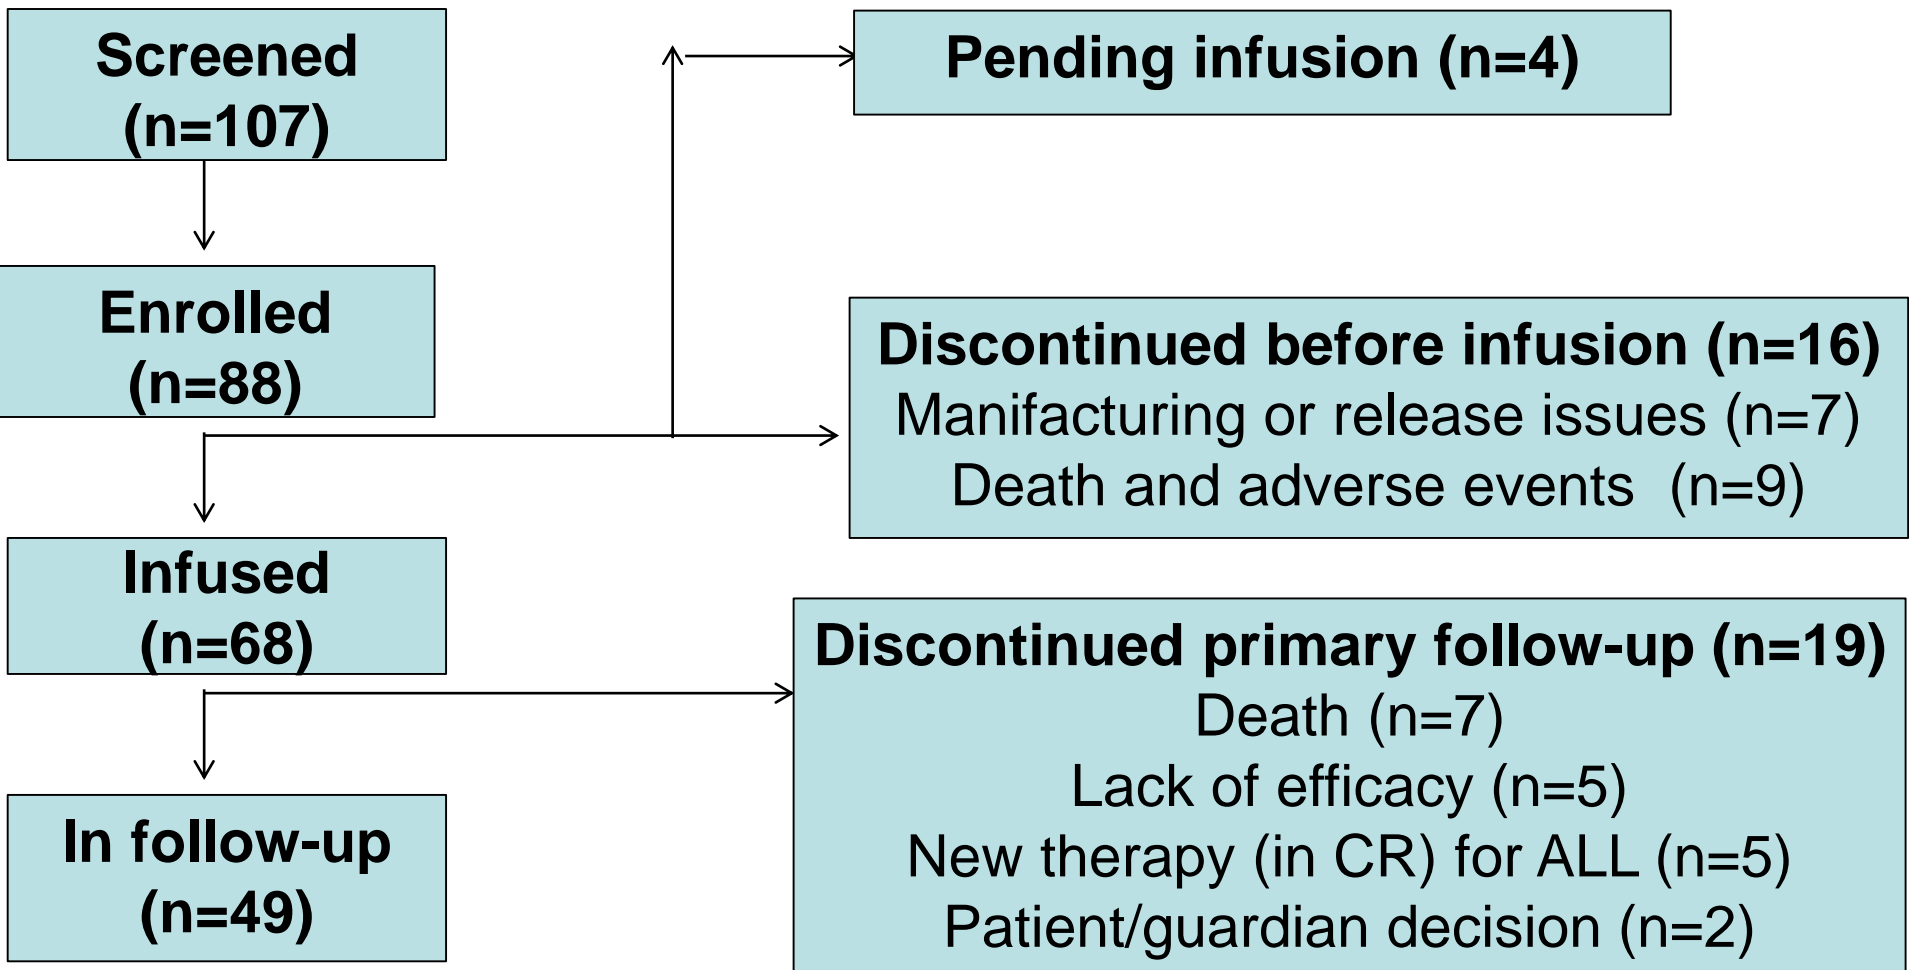 Screened
(n=107)
Pending infusion (n=4)
Enrolled
(n=88)
Discontinued before infusion (n=16)
Manifacturing or release issues (n=7)
Death and adverse events (n=9)
Infused
(n=68)
Discontinued primary follow-up (n=19)
Death (n=7)
Lack of efficacy (n=5)
New therapy (in CR) for ALL (n=5)
Patient/guardian decision (n=2)
In follow-up
(n=49)